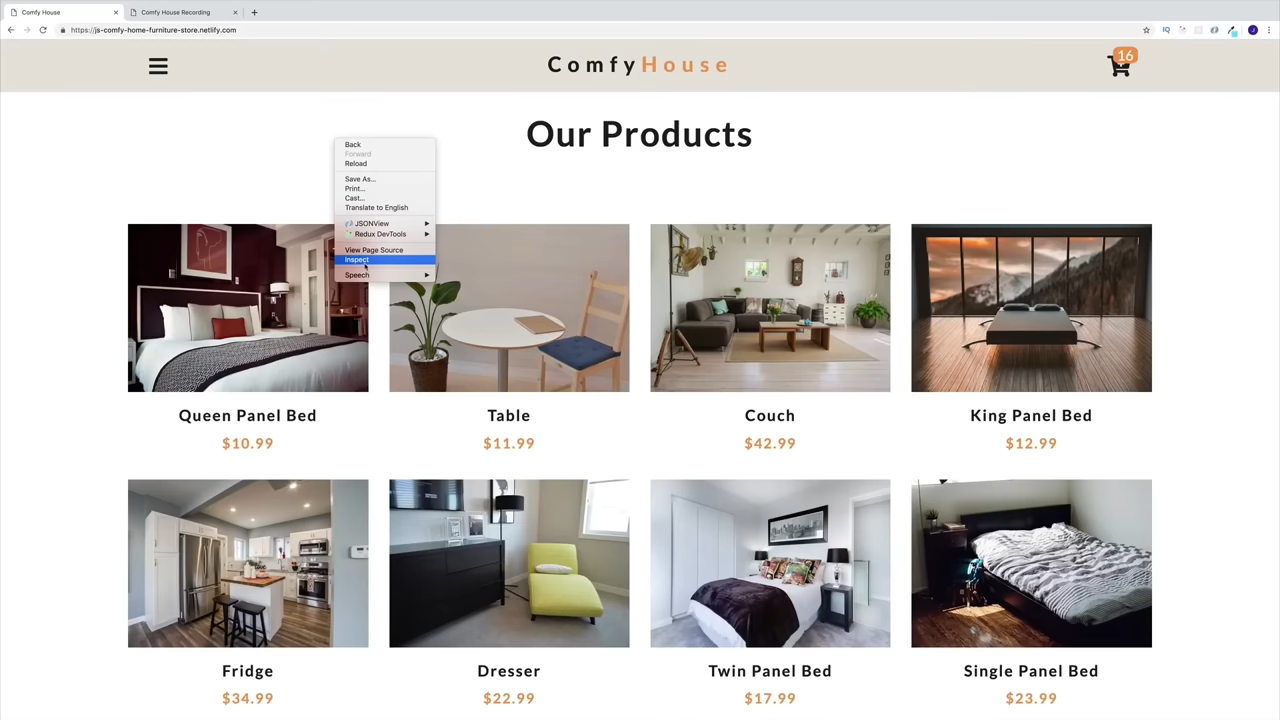 Comfy House
Comfy House Recording
https://js-comfy-home-furniture-store.netlify.com
ComfyHouse
16
Our Products
Back
Forward
Reload
Save As...
Print...
Cast...
Translate to English
JSONView
Redux DevTools
View Page Source
Inspect
Speech
Queen Panel Bed
Table
Couch
King Panel Bed
$10.99
$11.99
$42.99
$12.99
Fridge
Dresser
Twin Panel Bed
Single Panel Bed
$34.99
$22.99
$17.99
$23.99